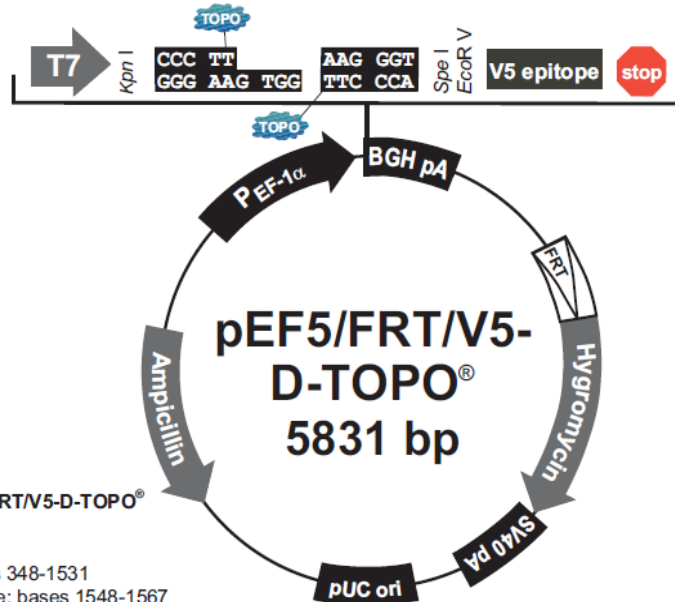 TOPO
T7
Kpn I
CCC TT
GGG AAG TGG
AAG GGT
TTC CCA
Spe I
EcoR V
V5 epitope
stop
TOPO
PEF-1α
BGH pA
FRT
pEF5/FRT/V5-
D-TOPO®
5831 bp
Ampicillin
Hygromycin
SV40 pA
pUC ori
RT/V5-D-TOPO®
348-1531
bases 1548-1567